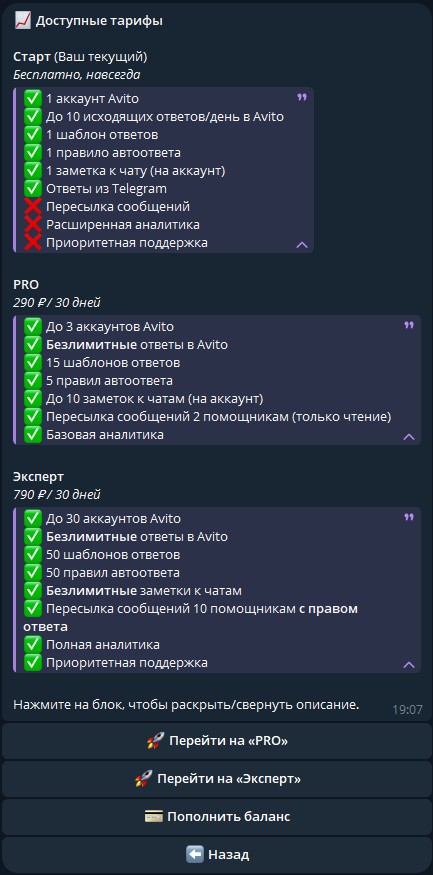 📈 Доступные тарифы
Старт (Ваш текущий)
Бесплатно, навсегда
✅ 1 аккаунт Avito
✅ До 10 исходящих ответов/день в Avito
✅ 1 шаблон ответов
✅ 1 правило автоответа
✅ 1 заметка к чату (на аккаунт)
✅ Ответы из Telegram
❌ Пересылка сообщений
❌ Расширенная аналитика
❌ Приоритетная поддержка
PRO
290 ₽ / 30 дней
✅ До 3 аккаунтов Avito
✅ Безлимитные ответы в Avito
✅ 15 шаблонов ответов
✅ 5 правил автоответа
✅ До 10 заметок к чатам (на аккаунт)
✅ Пересылка сообщений 2 помощникам (только чтение)
✅ Базовая аналитика
Эксперт
790 ₽ / 30 дней
✅ До 30 аккаунтов Avito
✅ Безлимитные ответы в Avito
✅ 50 шаблонов ответов
✅ 50 правил автоответа
✅ Безлимитные заметки к чатам
✅ Пересылка сообщений 10 помощникам с правом
ответа
✅ Полная аналитика
✅ Приоритетная поддержка
Нажмите на блок, чтобы раскрыть/свернуть описание.
19:07
🚀 Перейти на «PRO»
🚀 Перейти на «Эксперт»
💳 Пополнить баланс
⬅️ Назад